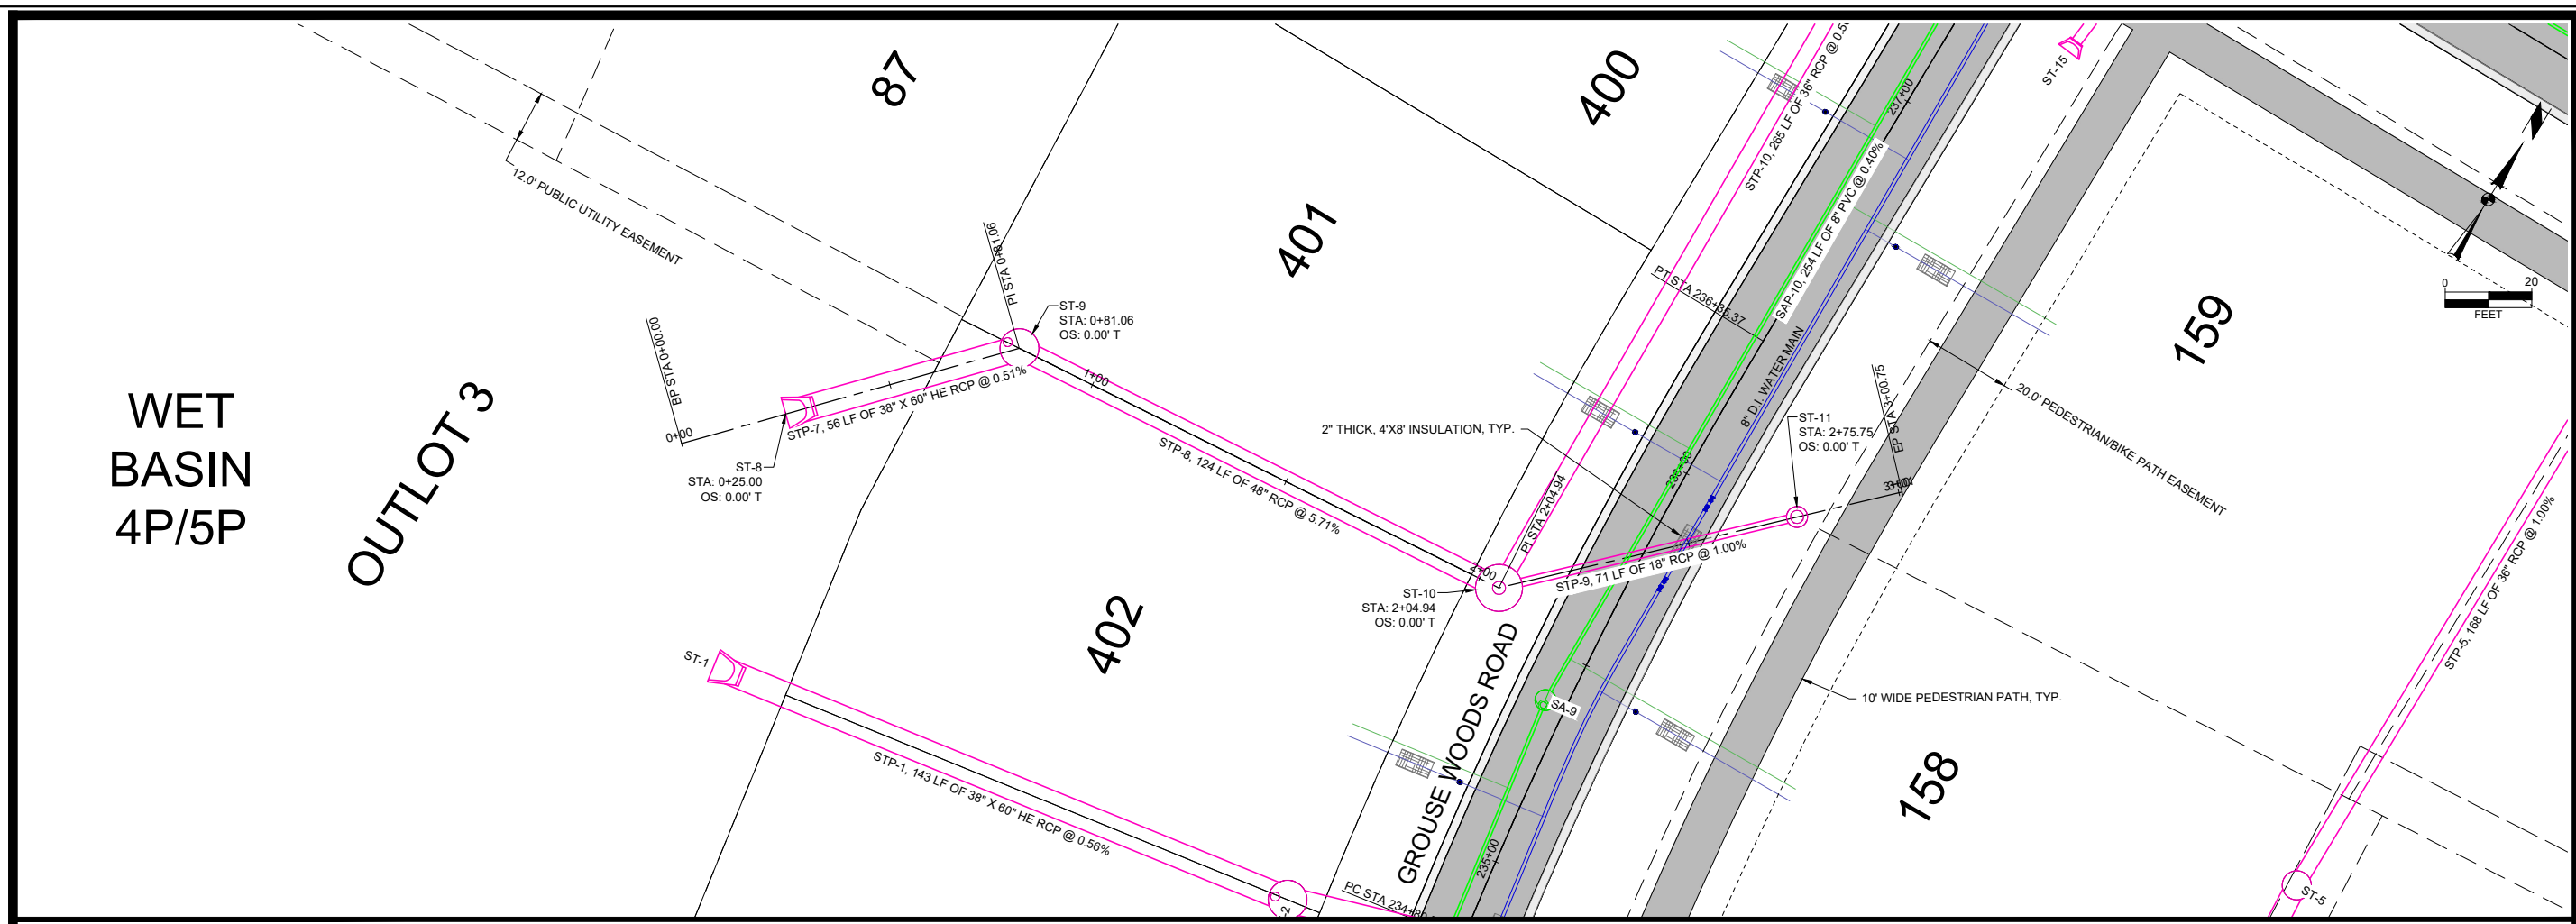 87
400
ST-15
237+00
STP-10, 265 LF OF 36" RCP @ 0.5
12.0' PUBLIC UTILITY EASEMENT
401
SAP-10, 254 LF OF 8" PVC @ 0.40%
0 20
FEET
PI STA 0+81.06
BP STA 0+00.00
ST-9
STA: 0+81.06
OS: 0.00' T
PT STA 236+35.37
8" D.I. WATER MAIN
159
WET
BASIN
4P/5P
OUTLOT 3
0+00
STP-7, 56 LF OF 38" X 60" HE RCP @ 0.51%
1+00
ST-8
STA: 0+25.00
OS: 0.00' T
STP-8, 124 LF OF 48" RCP @ 5.71%
2" THICK, 4'X8' INSULATION, TYP.
236+00
ST-11
STA: 2+75.75
OS: 0.00' T
EP STA 3+00.75
20.0' PEDESTRIAN/BIKE PATH EASEMENT
PI STA 2+04.94
2+00
STP-9, 71 LF OF 18" RCP @ 1.00%
ST-10
STA: 2+04.94
OS: 0.00' T
STP-5, 168 LF OF 36" RCP @ 1.00%
402
ST-1
SA-9
GROUSE WOODS ROAD
10' WIDE PEDESTRIAN PATH, TYP.
158
STP-1, 143 LF OF 38" X 60" HE RCP @ 0.56%
235+00
PC STA 234+8
ST-5